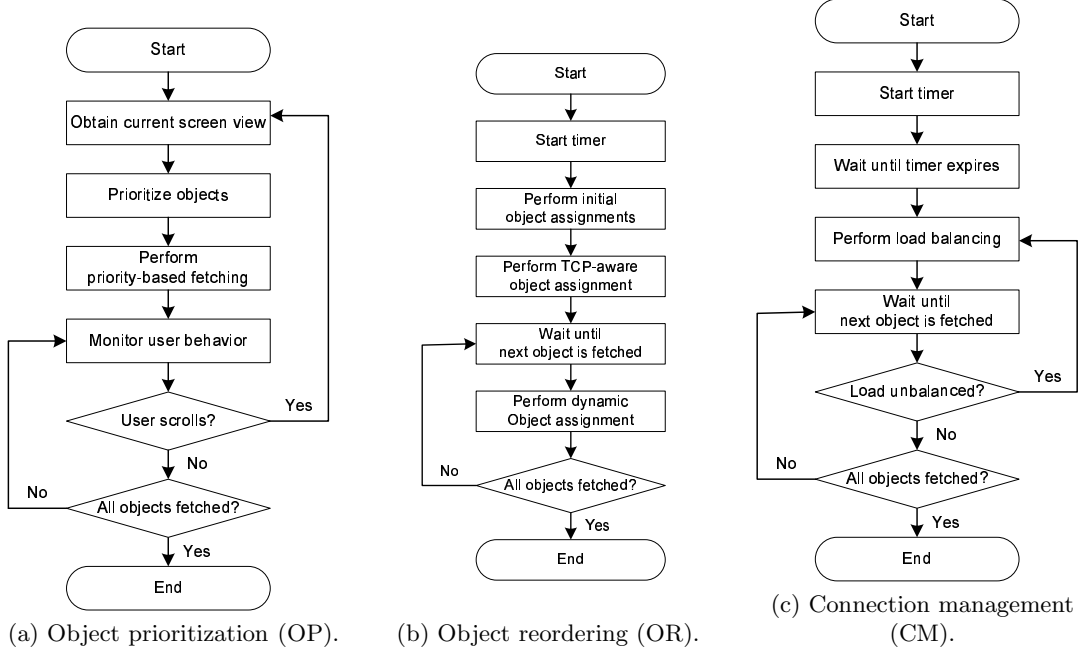 Start
Obtain current screen view
Prioritize objects
Perform
priority-based fetching
Monitor user behavior
User scrolls?
Yes
No
No
All objects fetched?
Yes
End
(a) Object prioritization (OP).
Start
Start timer
Perform initial
object assignments
Perform TCP-aware
object assignment
Wait until
next object is fetched
Perform dynamic
Object assignment
No
All objects fetched?
Yes
End
(b) Object reordering (OR).
Start
Start timer
Wait until timer expires
Perform load balancing
Wait until
next object is fetched
Load unbalanced?
Yes
No
No
All objects fetched?
Yes
End
(c) Connection management
(CM).